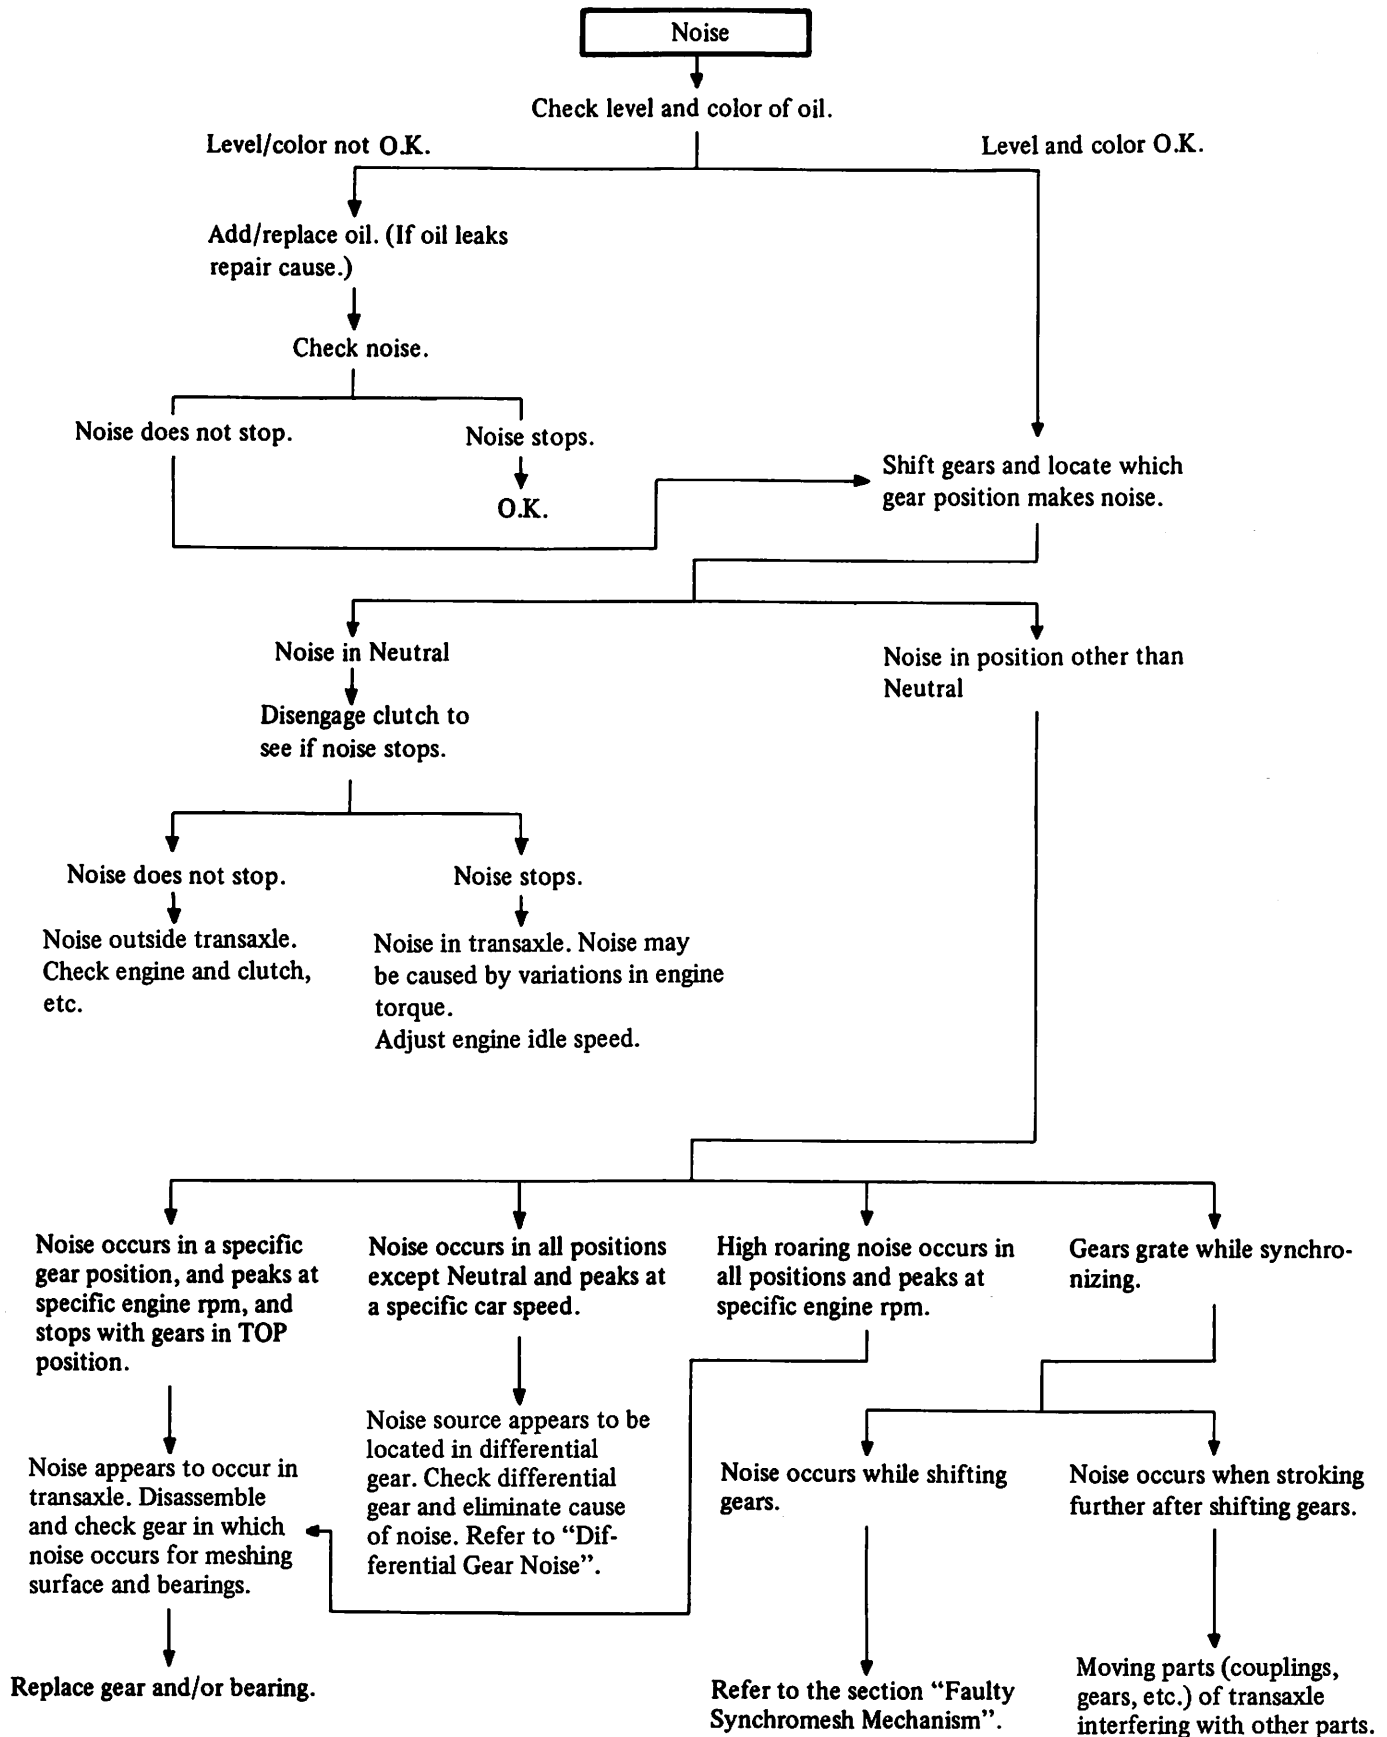 Noise
Check level and color of oil.
Level/color not O.K.
Level and color O.K.
Add/replace oil. (If oil leaks
repair cause.)
Check noise.
Noise does not stop.
Noise stops.
O.K.
Shift gears and locate which
gear position makes noise.
Noise in Neutral
Noise in position other than
Neutral
Disengage clutch to
see if noise stops.
Noise does not stop.
Noise stops.
Noise outside transaxle.
Check engine and clutch,
etc.
Noise in transaxle. Noise may
be caused by variations in engine
torque.
Adjust engine idle speed.
Noise occurs in a specific
gear position, and peaks at
specific engine rpm, and
stops with gears in TOP
position.
Noise occurs in all positions
except Neutral and peaks at
a specific car speed.
High roaring noise occurs in
all positions and peaks at
specific engine rpm.
Gears grate while synchro-
nizing.
Noise appears to occur in
transaxle. Disassemble
and check gear in which
noise occurs for meshing
surface and bearings.
Noise source appears to be
located in differential
gear. Check differential
gear and eliminate cause
of noise. Refer to “Dif-
ferential Gear Noise”.
Noise occurs while shifting
gears.
Noise occurs when stroking
further after shifting gears.
Replace gear and/or bearing.
Refer to the section “Faulty
Synchromesh Mechanism”.
Moving parts (couplings,
gears, etc.) of transaxle
interfering with other parts.